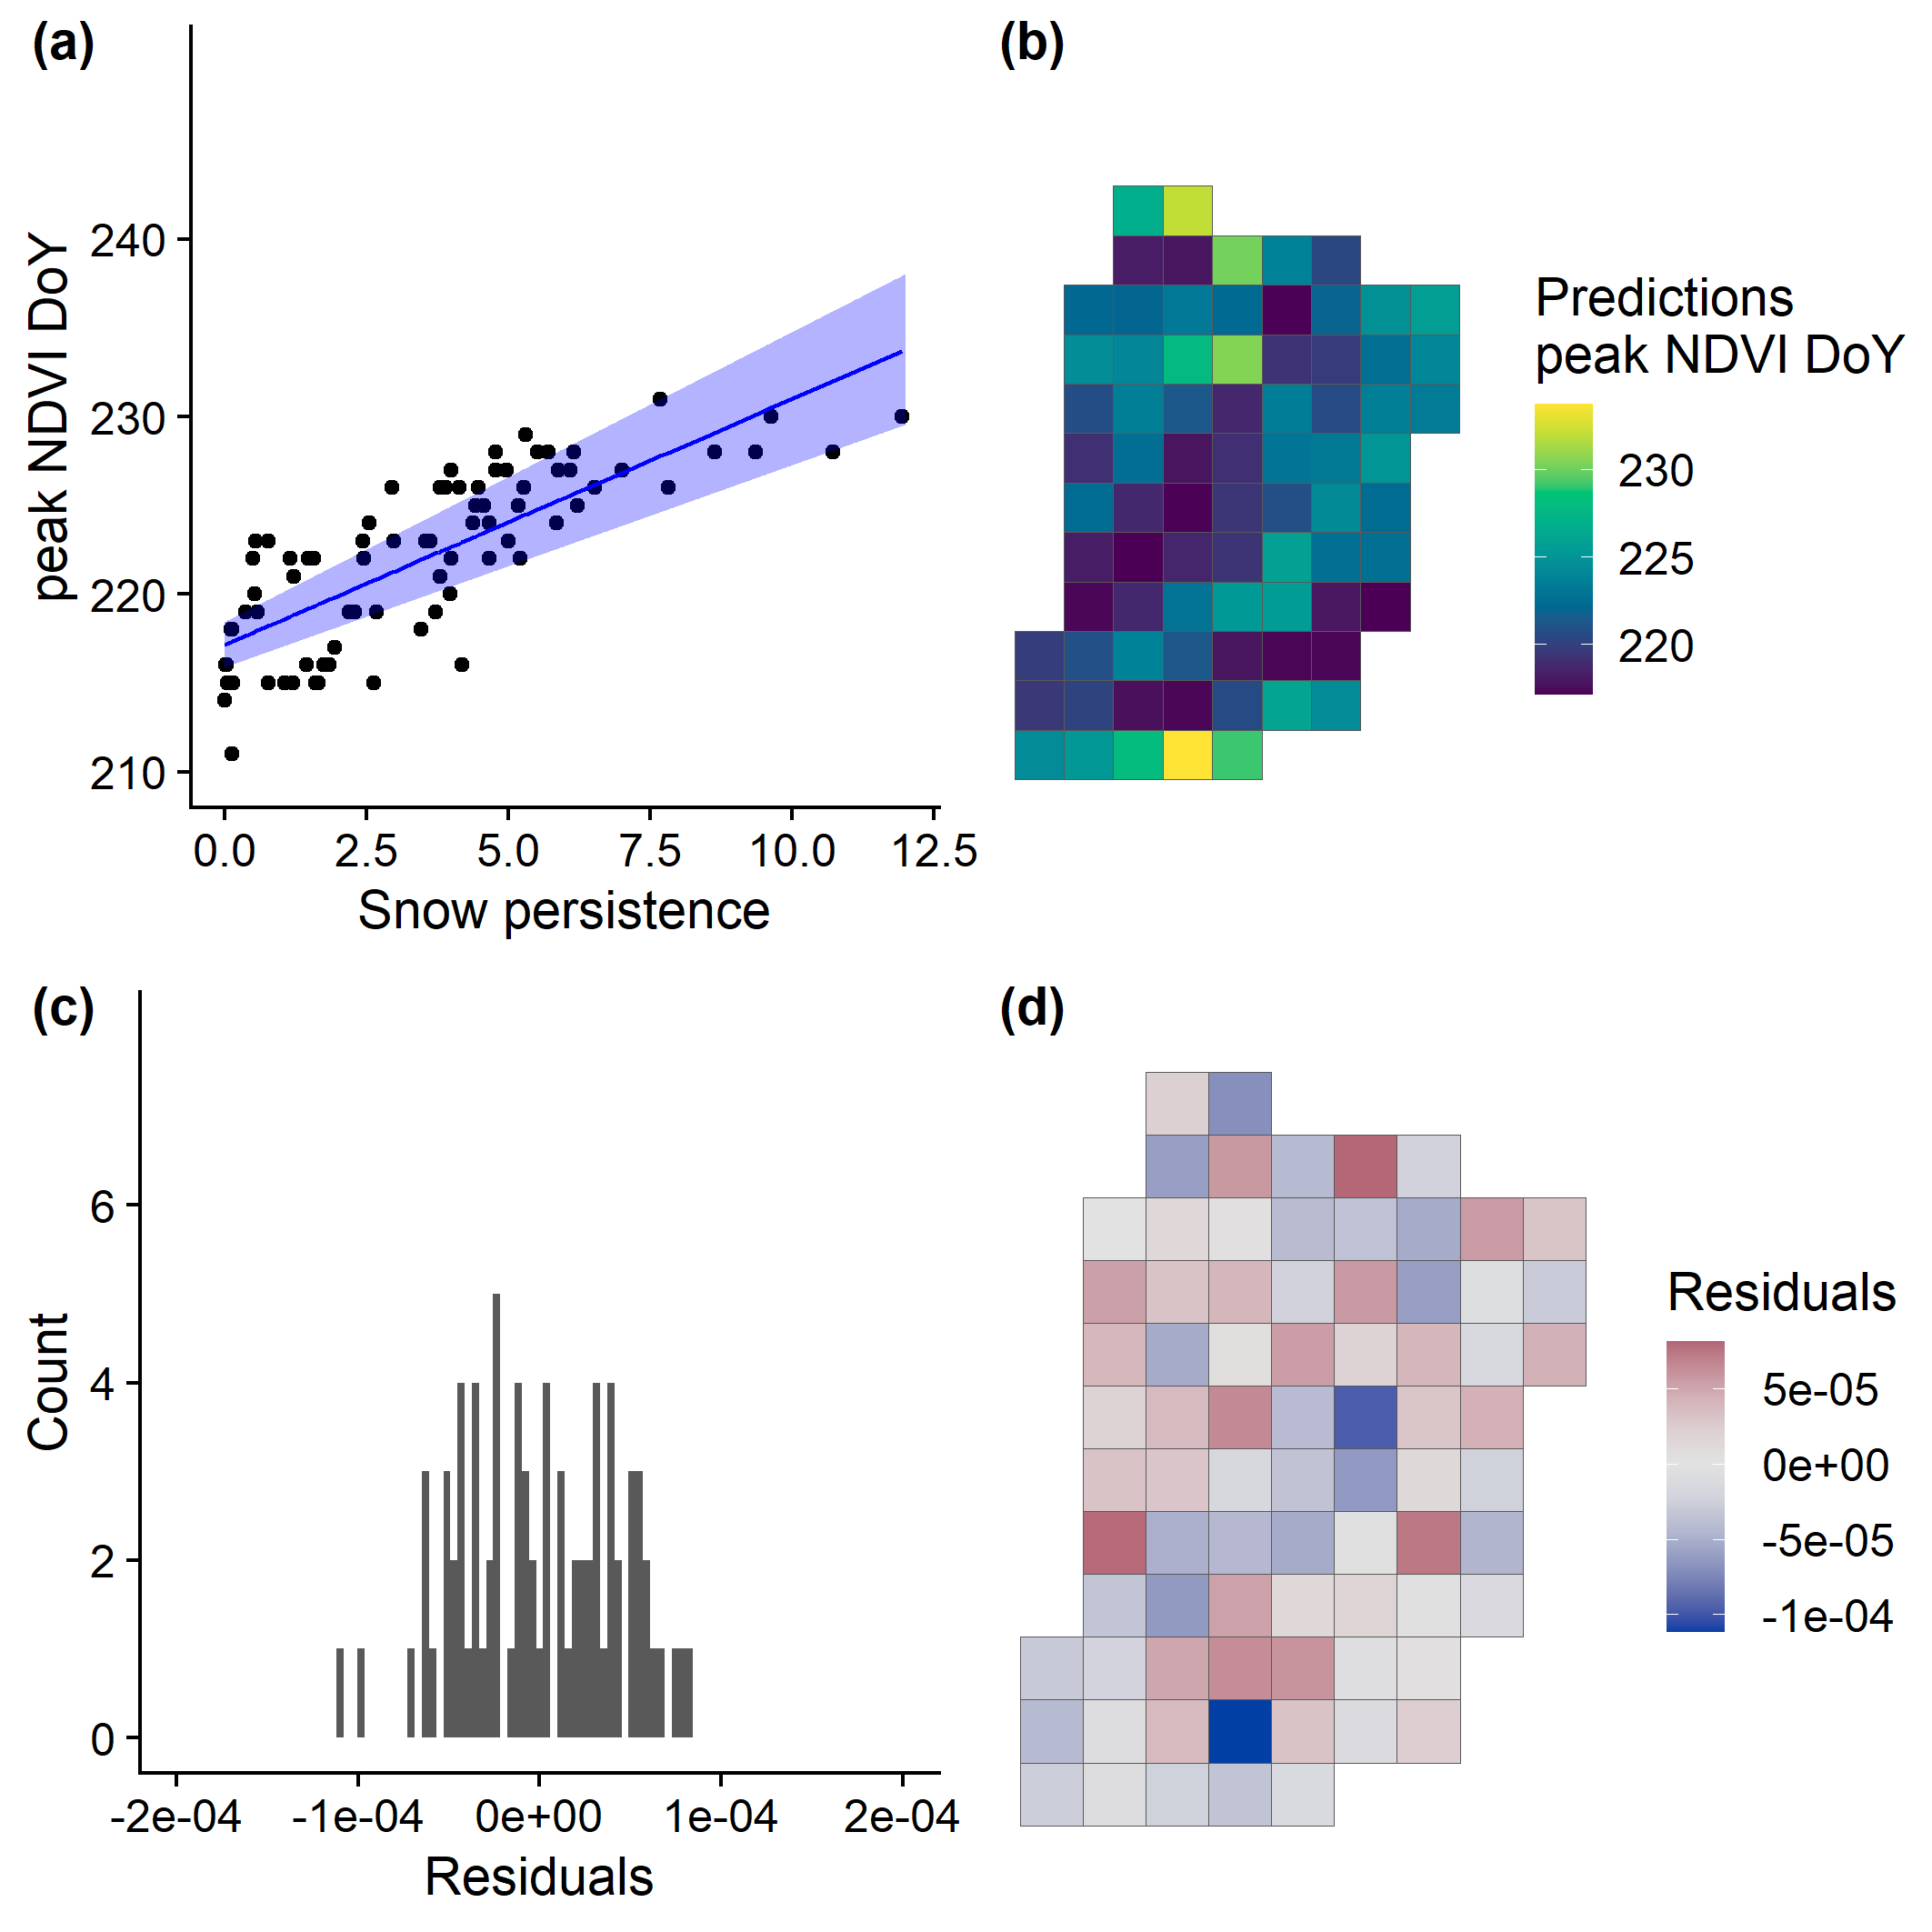 (a)
peak NDVI DoY
240
230
220
210
0.0 2.5 5.0 7.5 10.0 12.5
Snow persistence
(b)
Predictions
peak NDVI DoY
230
225
220
(c)
Count
6
4
2
0
-2e-04 -1e-04 0e+00 1e-04 2e-04
Residuals
(d)
Residuals
5e-05
0e+00
-5e-05
-1e-04